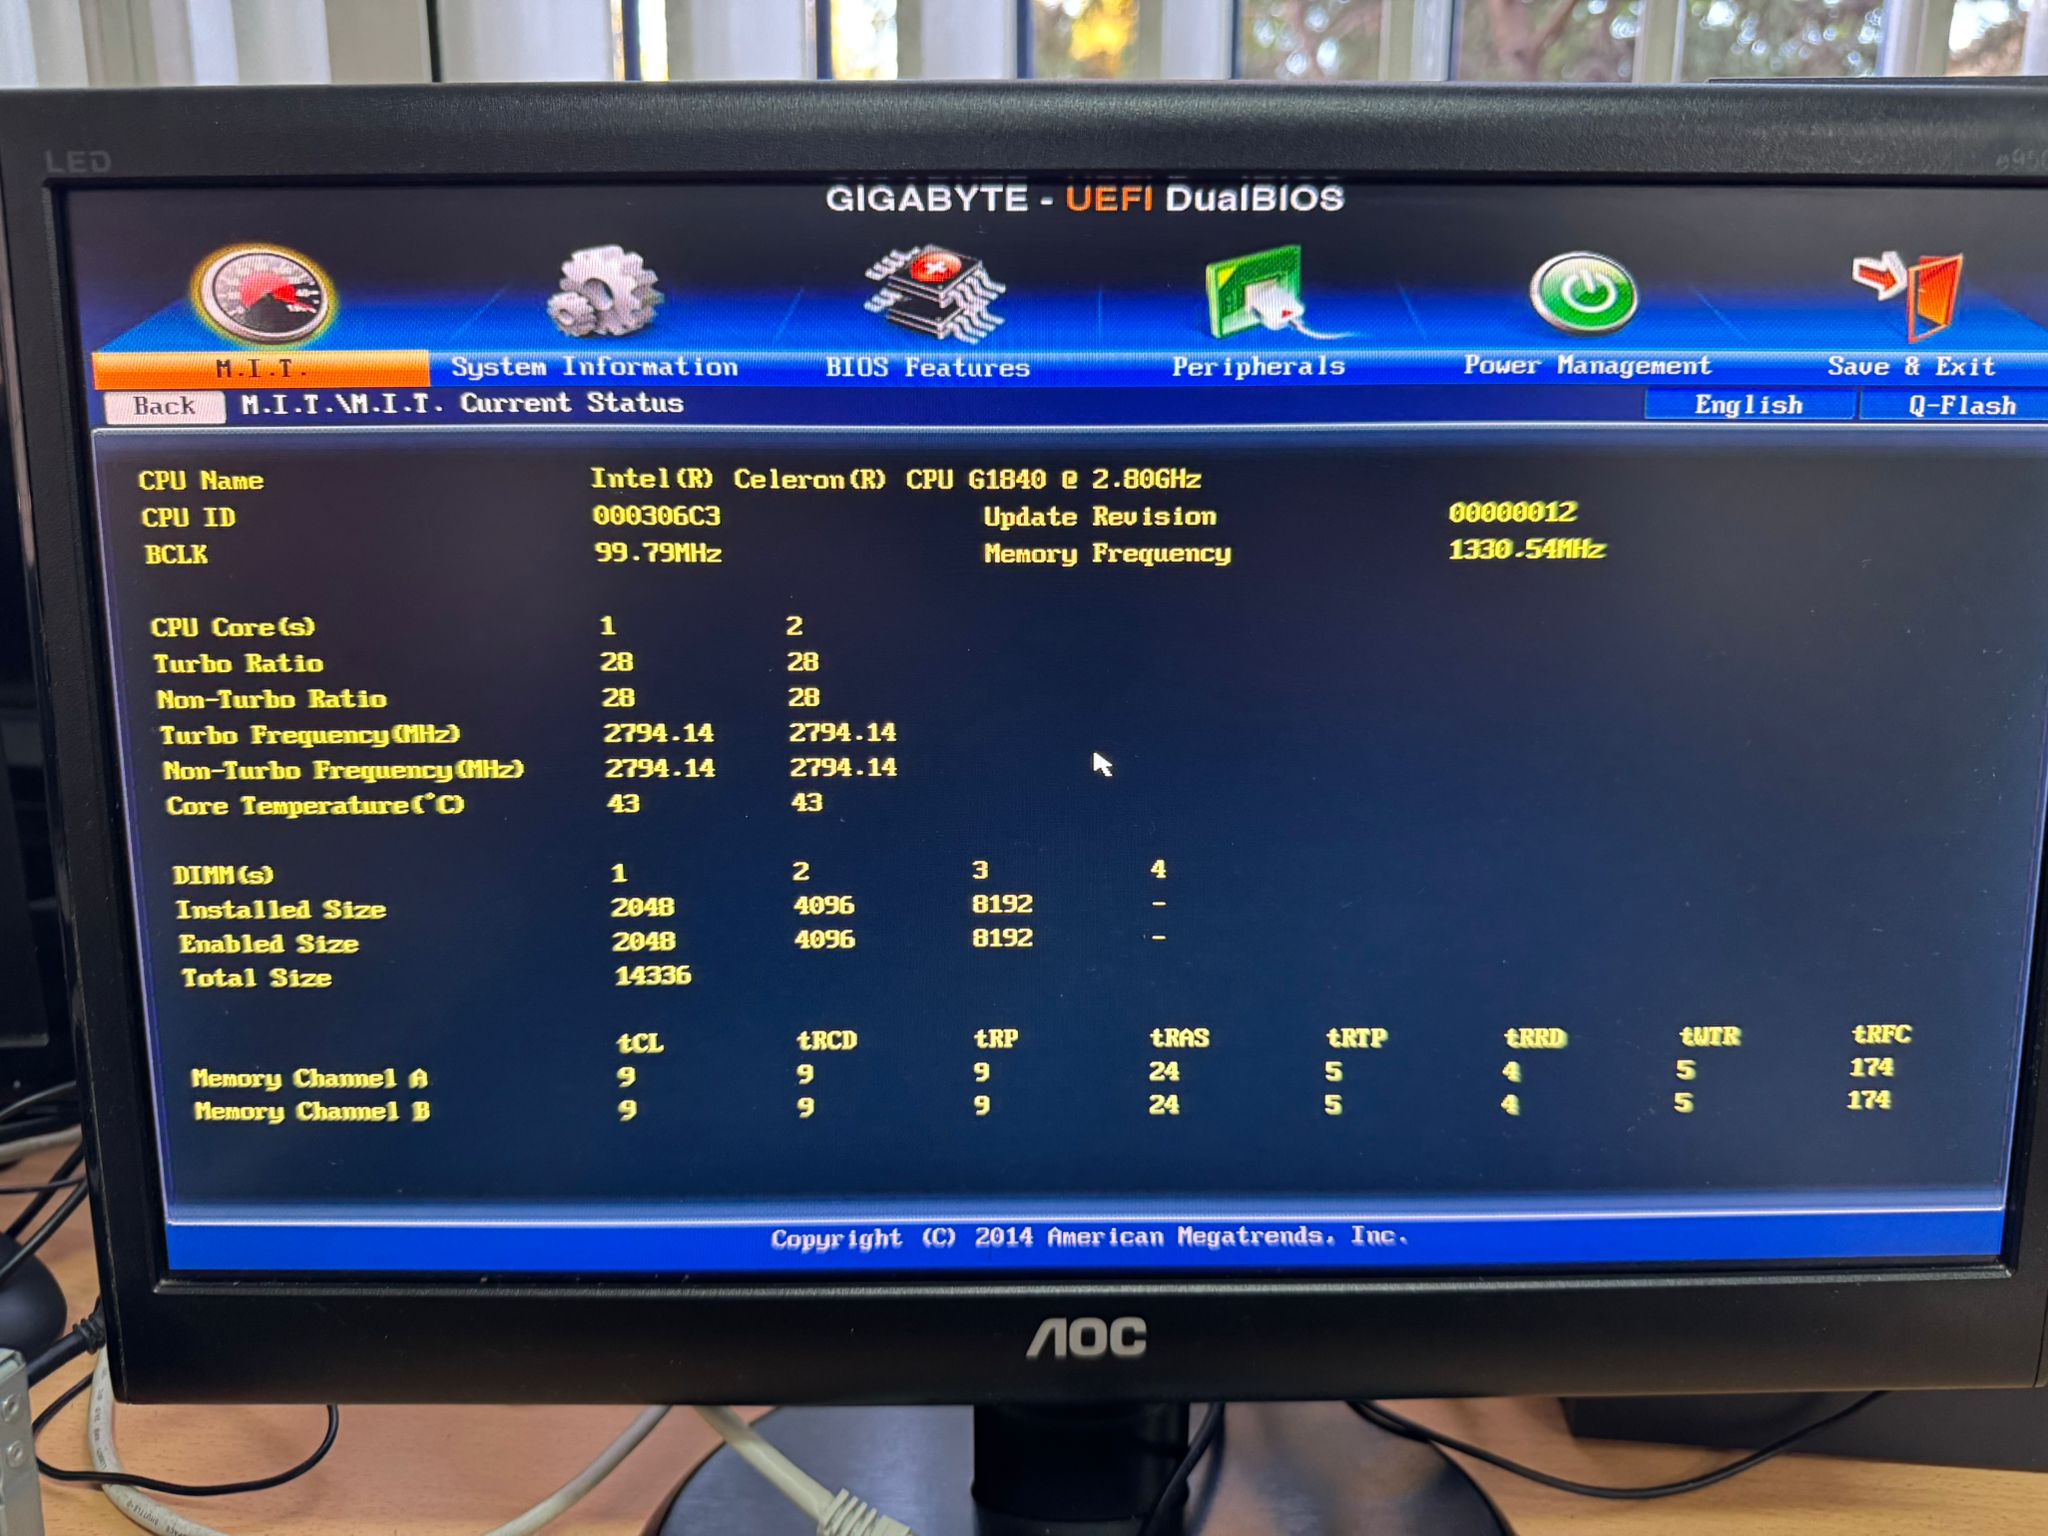 LED
GIGABYTE - UEFI DualBIOS
M.I.T. System Information BIOS Features Peripherals Power Management Save & Exit
Back M.I.T.\M.I.T. Current Status English Q-Flash
CPU Name Intel(R) Celeron(R) CPU G1840 @ 2.80GHz
CPU ID 000306C3 Update Revision 00000012
BCLK 99.79MHz Memory Frequency 1330.54MHz
CPU Core(s) 1 2
Turbo Ratio 28 28
Non-Turbo Ratio 28 28
Turbo Frequency(MHz) 2794.14 2794.14
Non-Turbo Frequency(MHz) 2794.14 2794.14
Core Temperature(°C) 43 43
DIMM(s) 1 2 3 4
Installed Size 2048 4096 8192 -
Enabled Size 2048 4096 8192 -
Total Size 14336
tCL tRCD tRP tRAS tRTP tRRD tWTR tRFC
Memory Channel A 9 9 9 24 5 4 5 174
Memory Channel B 9 9 9 24 5 4 5 174
Copyright (C) 2014 American Megatrends, Inc.
AOC